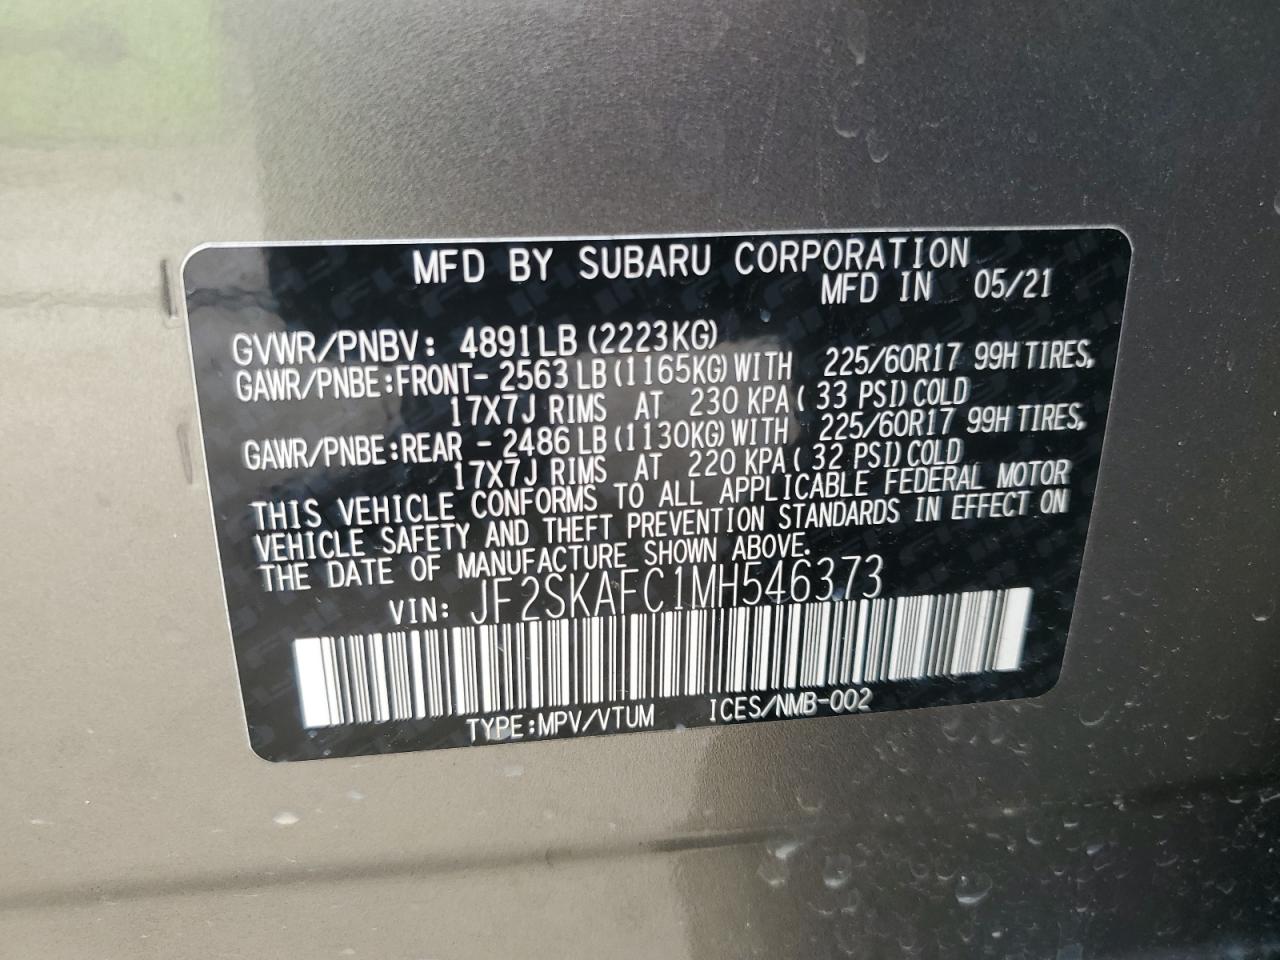 MFD BY SUBARU CORPORATION
MFD IN 05/21
GVWR/PNBV: 4891LB (2223KG)
GAWR/PNBE:FRONT- 2563LB (1165KG) WITH 225/60R17 99H TIRES,
17X7J RIMS AT 230 KPA ( 33 PSI) COLD
GAWR/PNBE:REAR - 2486LB (1130KG) WITH 225/60R17 99H TIRES,
17X7J RIMS AT 220 KPA ( 32 PSI) COLD
THIS VEHICLE CONFORMS TO ALL APPLICABLE FEDERAL MOTOR
VEHICLE SAFETY AND THEFT PREVENTION STANDARDS IN EFFECT ON
THE DATE OF MANUFACTURE SHOWN ABOVE.
VIN: JF2SKAFC1MH546373
TYPE:MPV/VTUM ICES/NMB-002